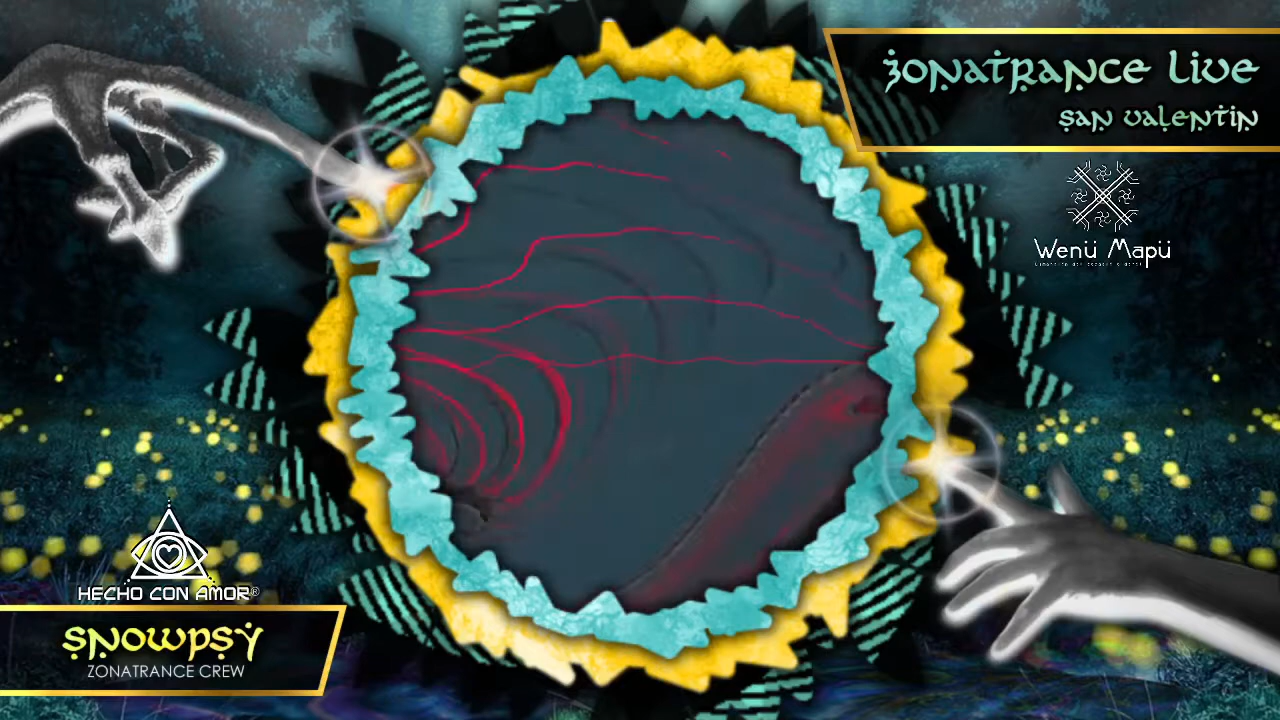 Zonatrance Live
San Valentin
Wenü Mapü
HECHO CON AMOR®
Snowpsy
ZONATRANCE CREW